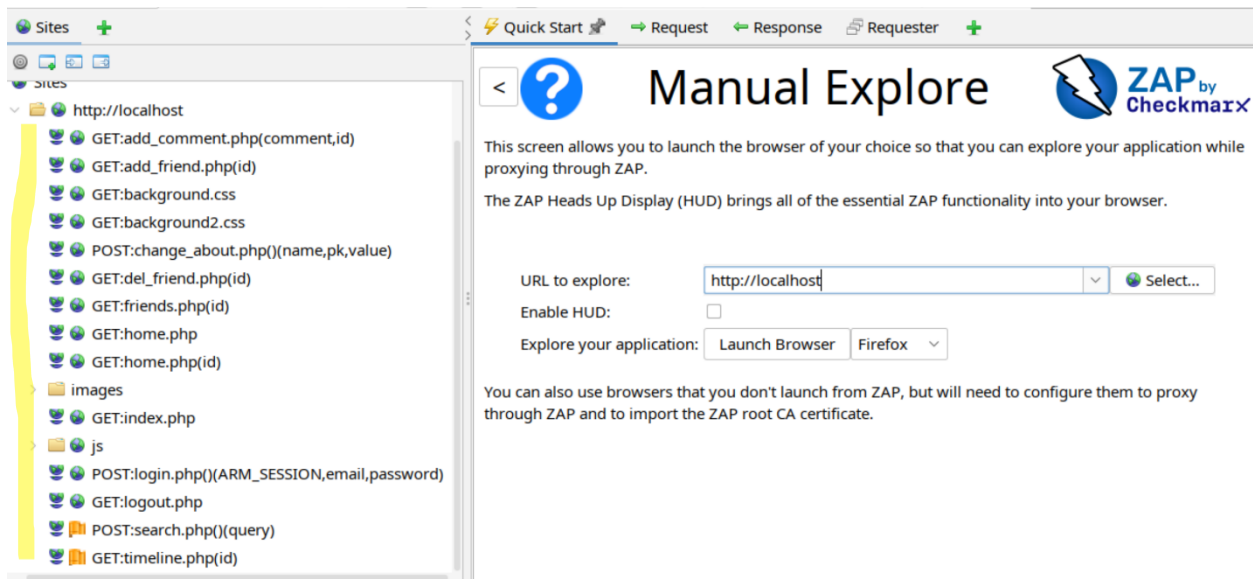 Sites
Quick Start
Request
Response
Requester
Sites
http://localhost
GET:add_comment.php(comment,id)
GET:add_friend.php(id)
GET:background.css
GET:background2.css
POST:change_about.php()(name,pk,value)
GET:del_friend.php(id)
GET:friends.php(id)
GET:home.php
GET:home.php(id)
images
GET:index.php
js
POST:login.php()(ARM_SESSION,email,password)
GET:logout.php
POST:search.php()(query)
GET:timeline.php(id)
<
?
Manual Explore
ZAP by
Checkmarx
This screen allows you to launch the browser of your choice so that you can explore your application while
proxying through ZAP.
The ZAP Heads Up Display (HUD) brings all of the essential ZAP functionality into your browser.
URL to explore: http://localhost Select...
Enable HUD:
Explore your application: Launch Browser Firefox
You can also use browsers that you don't launch from ZAP, but will need to configure them to proxy
through ZAP and to import the ZAP root CA certificate.